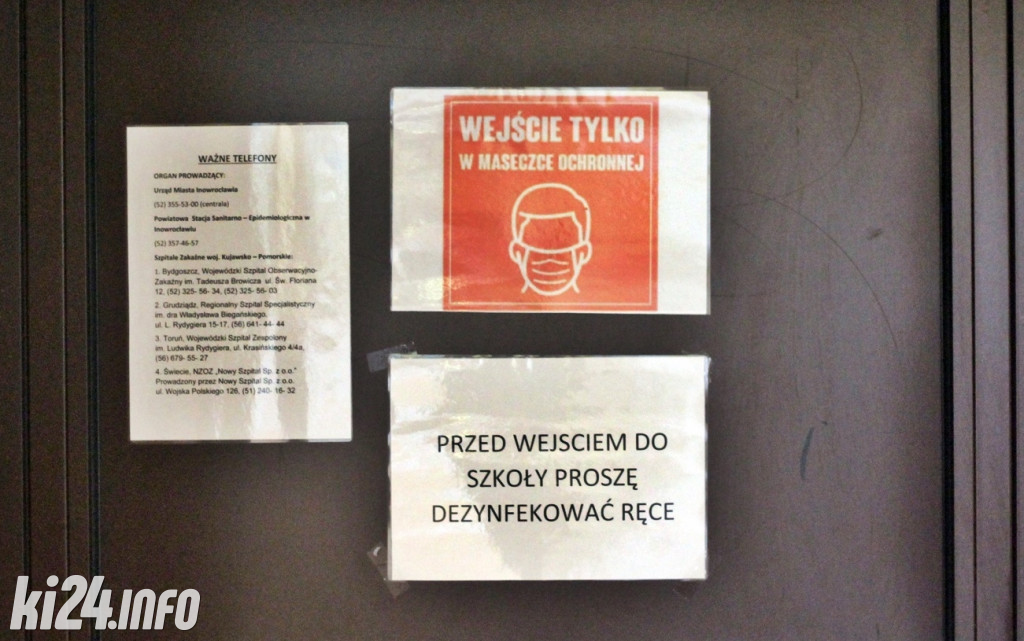 WAŻNE TELEFONY
ORGAN PROWADZĄCY:
Urząd Miasta Inowrocławia
(52) 355-53-00 (centrala)
Powiatowa Stacja Sanitarno – Epidemiologiczna w
Inowrocławiu
(52) 357-46-57
Szpitale Zakaźne woj. Kujawsko – Pomorskie:
1. Bydgoszcz, Wojewódzki Szpital Obserwacyjno-
Zakaźny im. Tadeusza Browicza ul. Św. Floriana
12, (52) 325- 56- 34, (52) 325- 56- 03
2. Grudziądz, Regionalny Szpital Specjalistyczny
im. dra Władysława Biegańskiego,
ul. L. Rydygiera 15-17, (56) 641- 44- 44
3. Toruń, Wojewódzki Szpital Zespolony
im. Ludwika Rydygiera, ul. Krasińskiego 4/4a,
(56) 679- 55- 27
4. Świecie, NZOZ „Nowy Szpital Sp. z o.o."
Prowadzony przez Nowy Szpital Sp. z o.o.
ul. Wojska Polskiego 126, (51) 240- 16- 32
WEJŚCIE TYLKO
W MASECZCE OCHRONNEJ
PRZED WEJSCIEM DO
SZKOŁY PROSZĘ
DEZYNFEKOWAĆ RĘCE
ki24.info